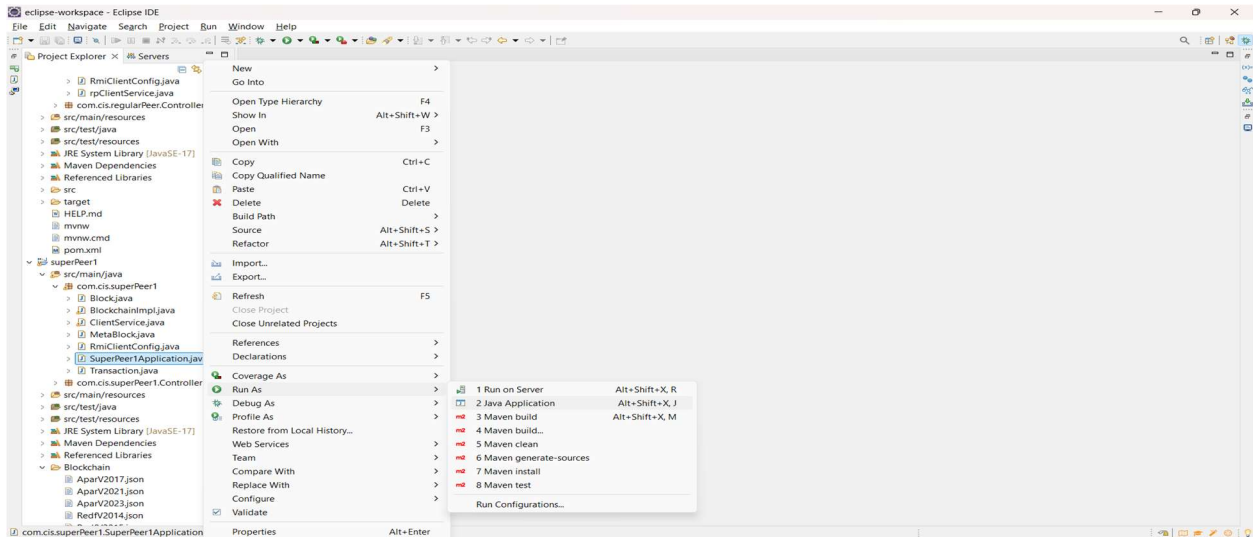 eclipse-workspace - Eclipse IDE
File Edit Navigate Search Project Run Window Help
Project Explorer Servers
RmiClientConfig.java
rpClientService.java
com.cis.regularPeer.Controller
src/main/resources
src/test/java
src/test/resources
JRE System Library [JavaSE-17]
Maven Dependencies
Referenced Libraries
src
target
HELP.md
mvnw
mvnw.cmd
pom.xml
superPeer1
src/main/java
com.cis.superPeer1
Block.java
BlockchainImpl.java
ClientService.java
MetaBlock.java
RmiClientConfig.java
SuperPeer1Application.jav
Transaction.java
com.cis.superPeer1.Controller
src/main/resources
src/test/java
src/test/resources
JRE System Library [JavaSE-17]
Maven Dependencies
Referenced Libraries
Blockchain
AparV2017.json
AparV2021.json
AparV2023.json
RedfV2014.json
com.cis.superPeer1.SuperPeer1Application
New
Go Into
Open Type Hierarchy F4
Show In Alt+Shift+W
Open F3
Open With
Copy Ctrl+C
Copy Qualified Name
Paste Ctrl+V
Delete Delete
Build Path
Source Alt+Shift+S
Refactor Alt+Shift+T
Import...
Export...
Refresh F5
Close Project
Close Unrelated Projects
References
Declarations
Coverage As
Run As
Debug As
Profile As
Restore from Local History...
Web Services
Team
Compare With
Replace With
Configure
Validate
Properties Alt+Enter
1 Run on Server Alt+Shift+X, R
2 Java Application Alt+Shift+X, J
3 Maven build Alt+Shift+X, M
4 Maven build...
5 Maven clean
6 Maven generate-sources
7 Maven install
8 Maven test
Run Configurations...